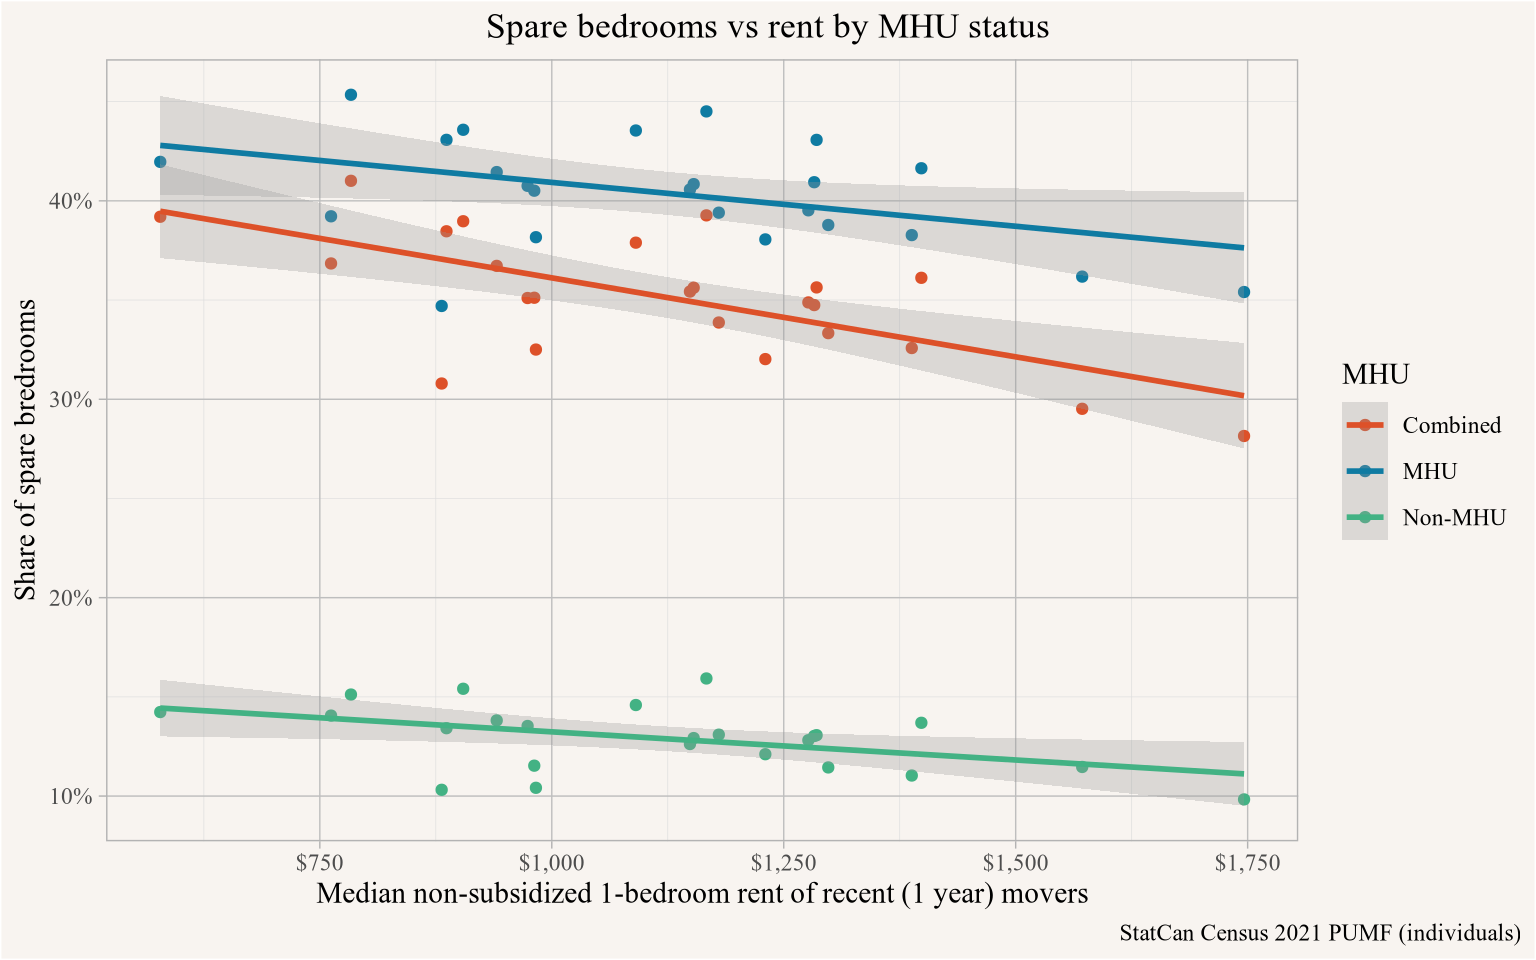 Spare bedrooms vs rent by MHU status
Share of spare bredrooms
40%
30%
20%
10%
$750
$1,000
$1,250
$1,500
$1,750
Median non-subsidized 1-bedroom rent of recent (1 year) movers
MHU
Combined
MHU
Non-MHU
StatCan Census 2021 PUMF (individuals)